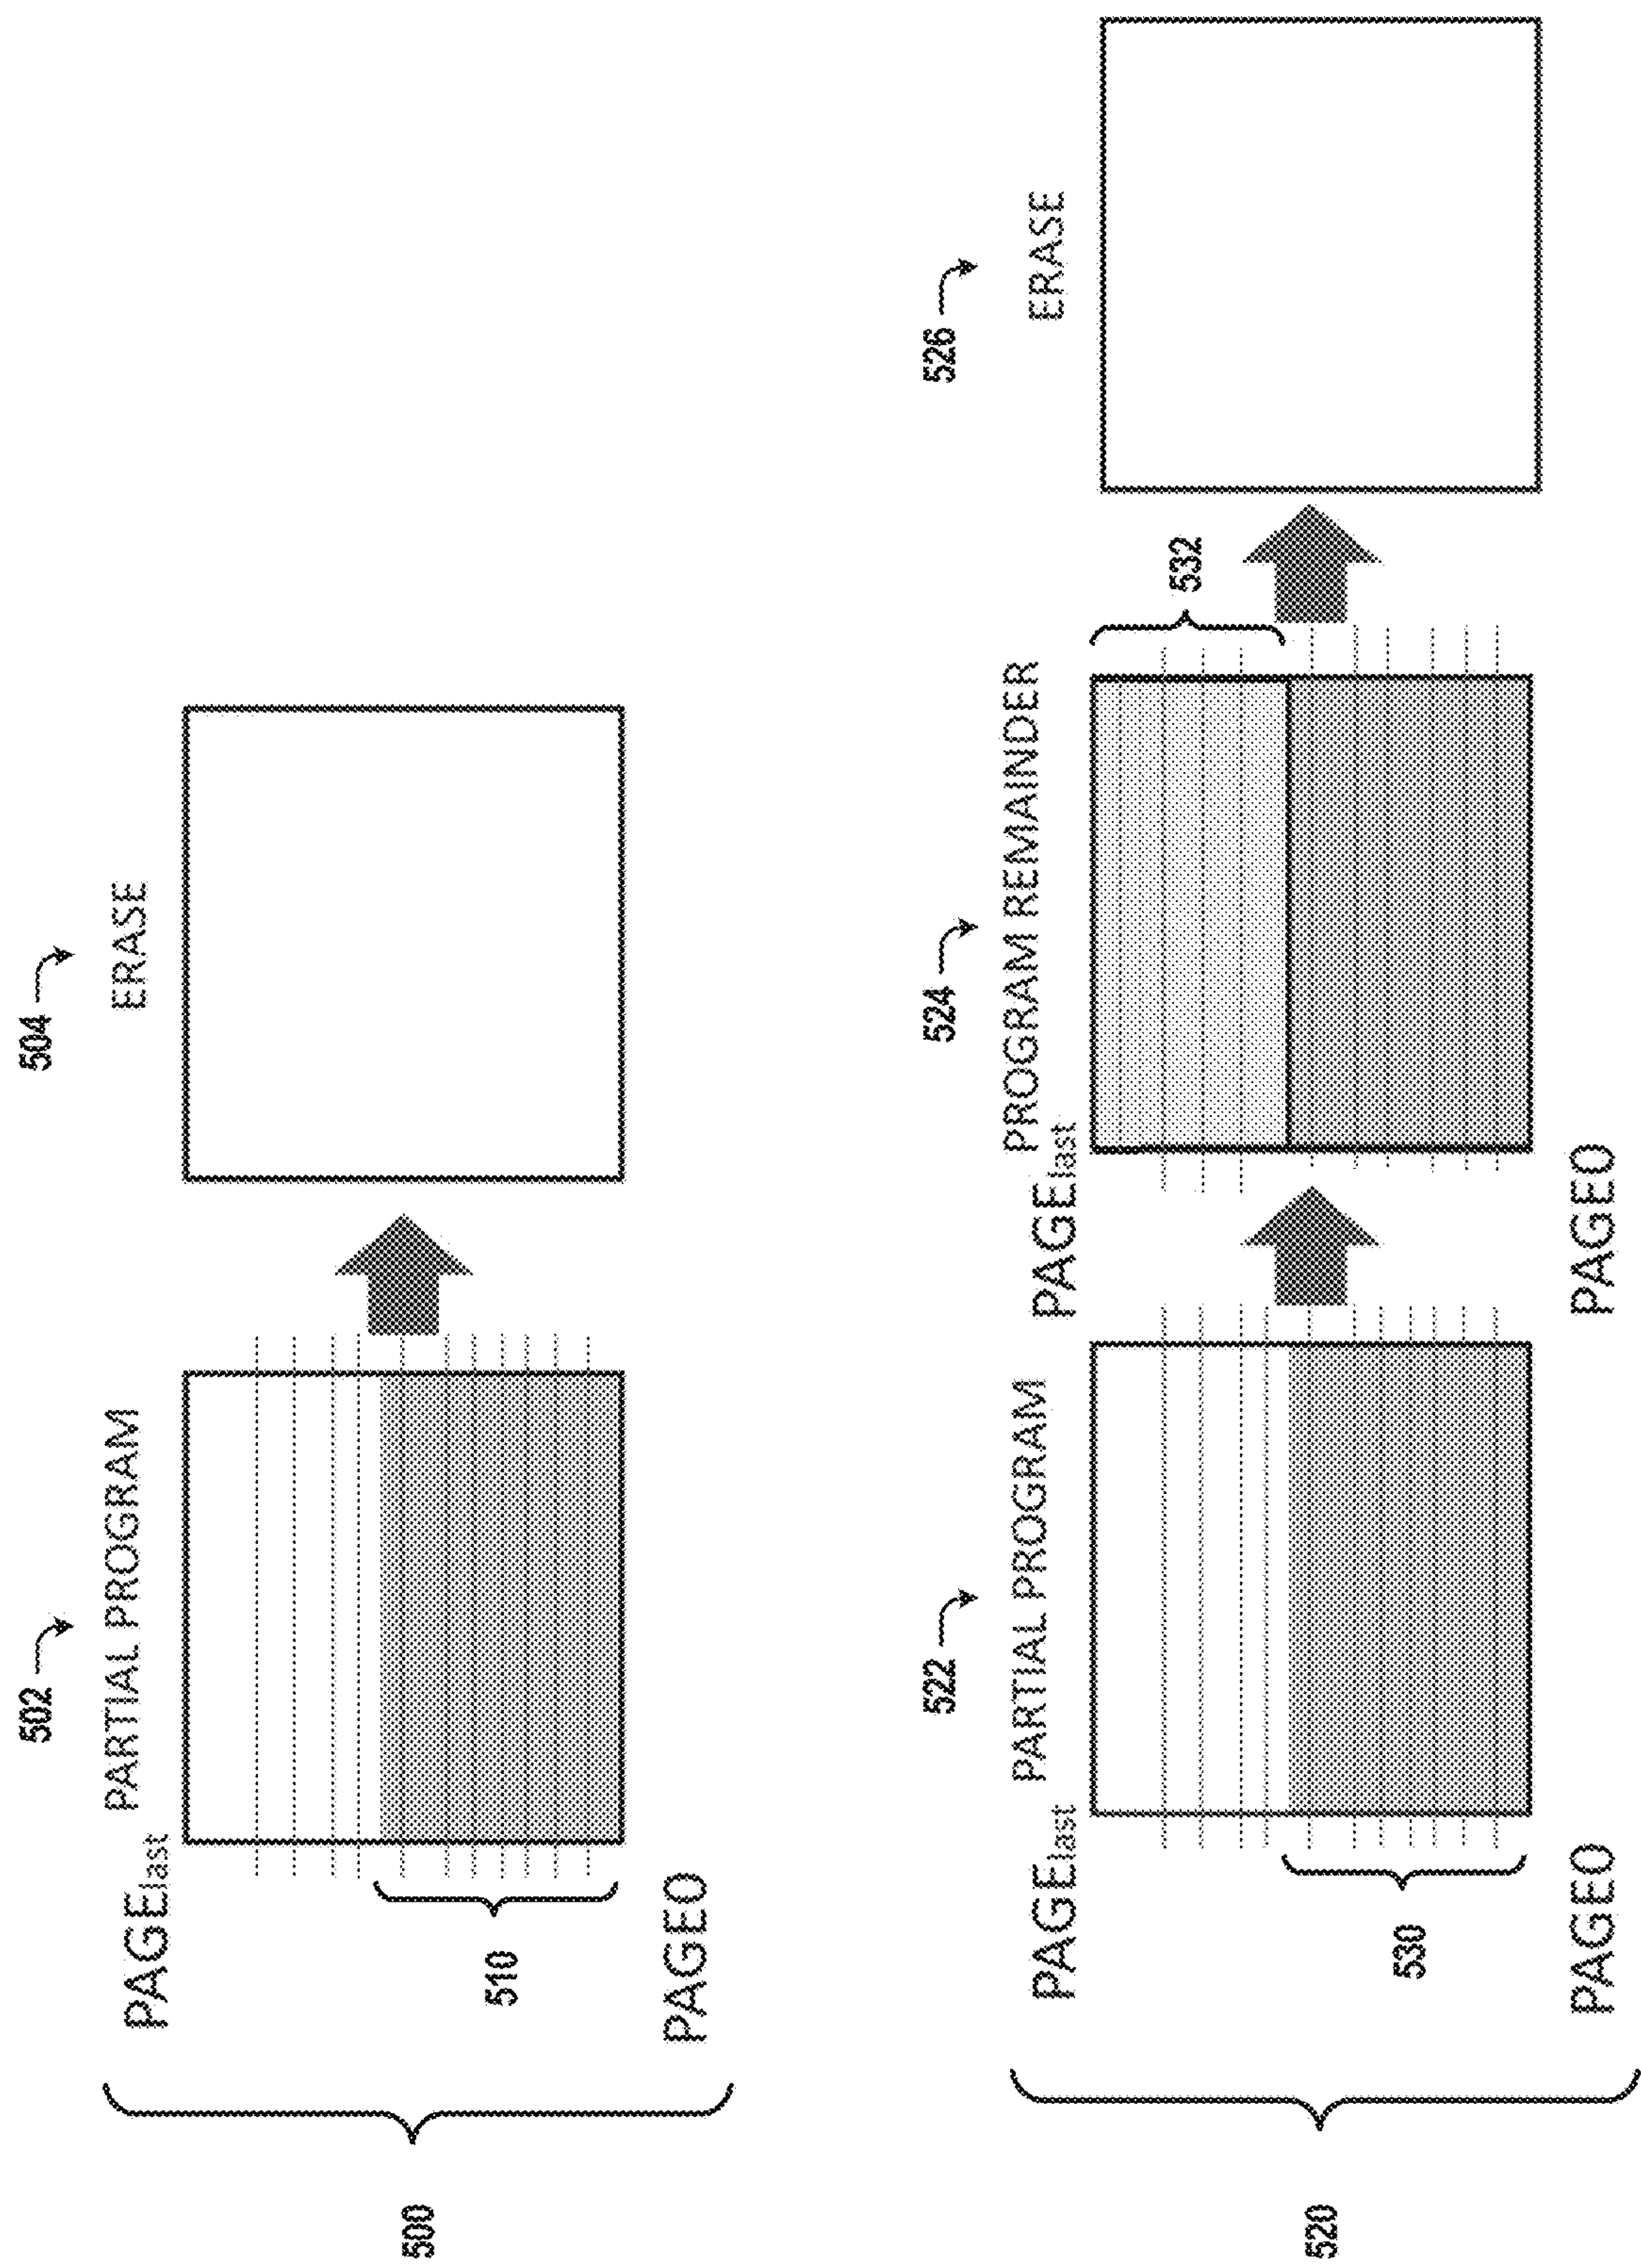 500
502
PARTIAL PROGRAM
PAGElast
510
PAGE0
504
ERASE
520
522
PARTIAL PROGRAM
PAGElast
530
PAGE0
524
PROGRAM REMAINDER
PAGElast
532
PAGE0
526
ERASE